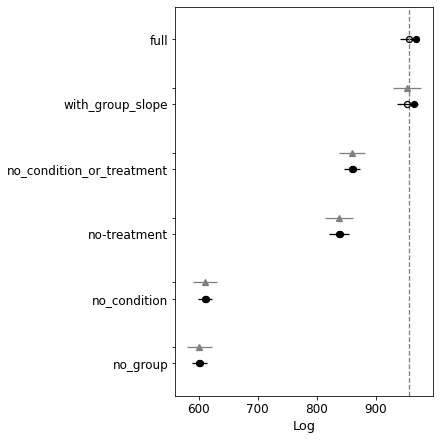 full
with_group_slope
no_condition_or_treatment
no-treatment
no_condition
no_group
600 700 800 900
Log